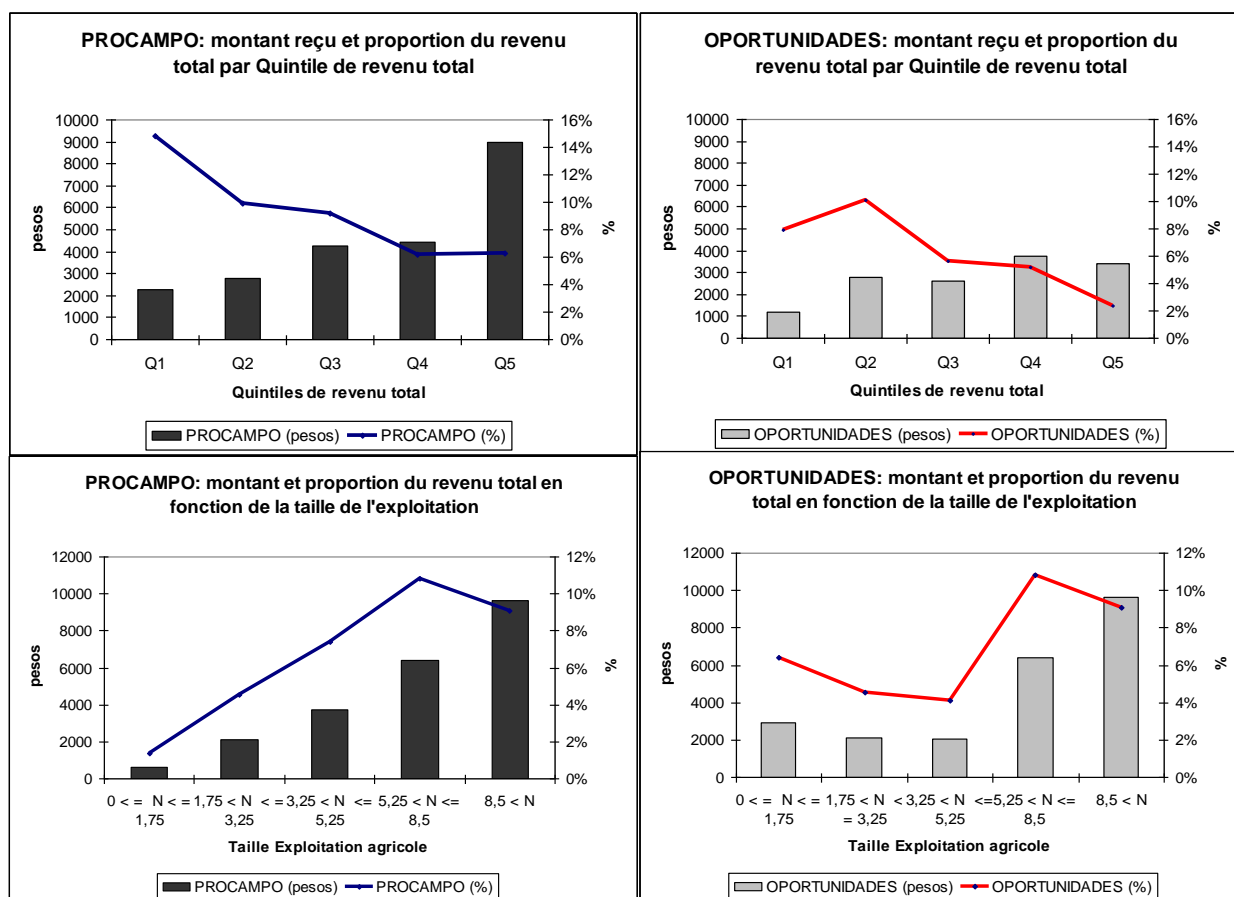 PROCAMPO: montant reçu et proportion du revenu
total par Quintile de revenu total
10000
9000
8000
7000
6000
5000
4000
3000
2000
1000
0
pesos
16%
14%
12%
10%
8%
6%
4%
2%
0%
%
Q1 Q2 Q3 Q4 Q5
Quintiles de revenu total
PROCAMPO (pesos) PROCAMPO (%)
OPORTUNIDADES: montant reçu et proportion du
revenu total par Quintile de revenu total
10000
9000
8000
7000
6000
5000
4000
3000
2000
1000
0
pesos
16%
14%
12%
10%
8%
6%
4%
2%
0%
%
Q1 Q2 Q3 Q4 Q5
Quintiles de revenu total
OPORTUNIDADES (pesos) OPORTUNIDADES (%)
PROCAMPO: montant et proportion du revenu total en
fonction de la taille de l'exploitation
12000
10000
8000
6000
4000
2000
0
pesos
12%
10%
8%
6%
4%
2%
0%
%
0 < = N < = 1,75 < N < = 3,25 < N <= 5,25 < N <= 8,5 < N
1,75 3,25 5,25 8,5
Taille Exploitation agricole
PROCAMPO (pesos) PROCAMPO (%)
OPORTUNIDADES: montant et proportion du revenu
total en fonction de la taille de l'exploitation
12000
10000
8000
6000
4000
2000
0
pesos
12%
10%
8%
6%
4%
2%
0%
%
0 < = N < = 1,75 < N < 3,25 < N <=5,25 < N <= 8,5 < N
1,75 = 3,25 5,25 8,5
Taille Exploitation agricole
OPORTUNIDADES (pesos) OPORTUNIDADES (%)